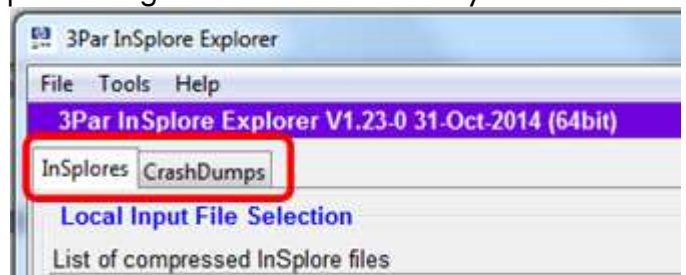 3Par InSplore Explorer
File Tools Help
3Par InSplore Explorer V1.23-0 31-Oct-2014 (64bit)
InSplores CrashDumps
Local Input File Selection
List of compressed InSplore files